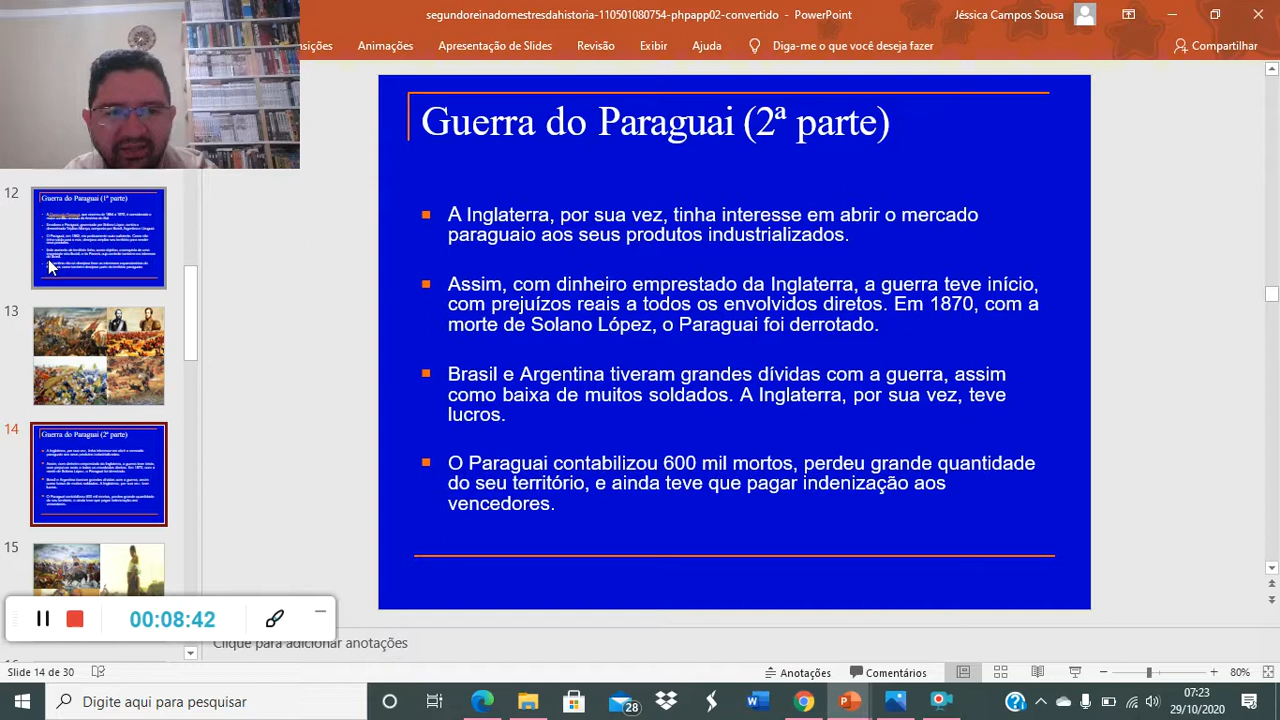 segundoreinadomestresdahistoria-110501080754-phpapp02-convertido - PowerPoint
Jéssica Campos Sousa
nsições
Animações
Apresentação de Slides
Revisão
Exibir
Ajuda
Diga-me o que você deseja fazer
Compartilhar
12
Guerra do Paraguai (1ª parte)
13
14
Guerra do Paraguai (2ª parte)
15
Guerra do Paraguai (2ª parte)
A Inglaterra, por sua vez, tinha interesse em abrir o mercado
paraguaio aos seus produtos industrializados.
Assim, com dinheiro emprestado da Inglaterra, a guerra teve início,
com prejuízos reais a todos os envolvidos diretos. Em 1870, com a
morte de Solano López, o Paraguai foi derrotado.
Brasil e Argentina tiveram grandes dívidas com a guerra, assim
como baixa de muitos soldados. A Inglaterra, por sua vez, teve
lucros.
O Paraguai contabilizou 600 mil mortos, perdeu grande quantidade
do seu território, e ainda teve que pagar indenização aos
vencedores.
00:08:42
Clique para adicionar anotações
Slide 14 de 30
Anotações
Comentários
80%
Digite aqui para pesquisar
28
07:23
29/10/2020